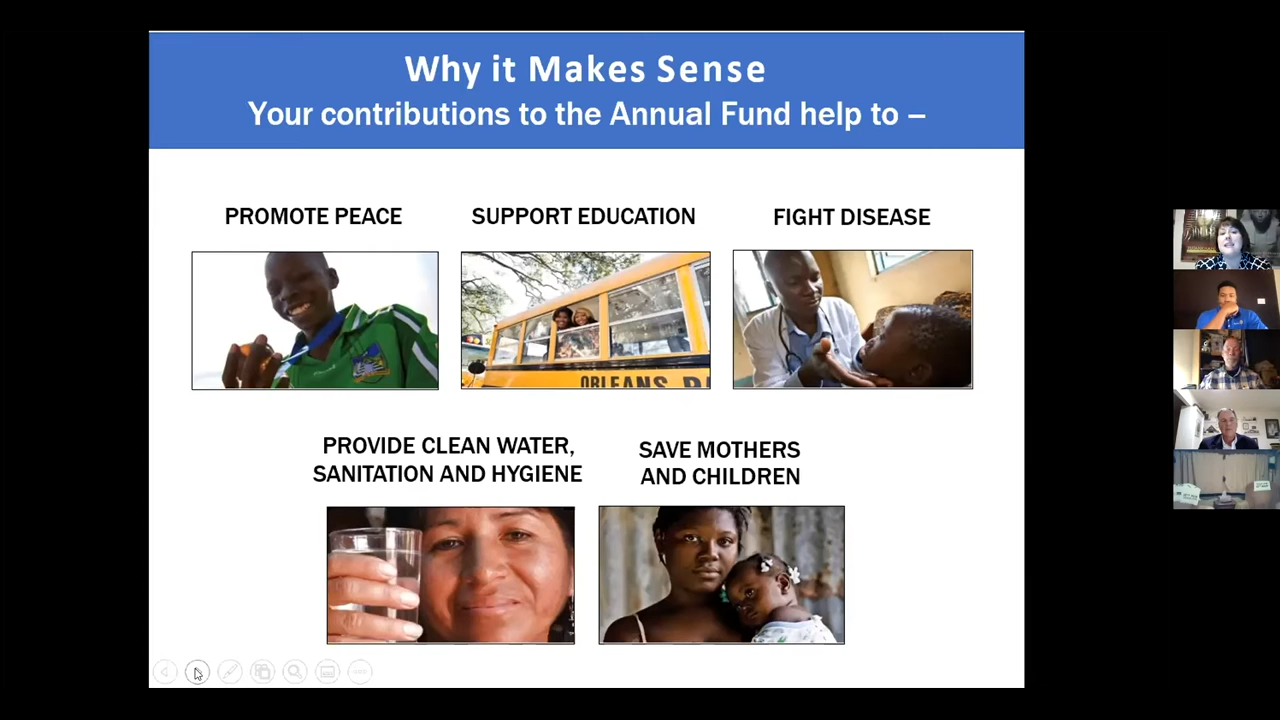 Why it Makes Sense
Your contributions to the Annual Fund help to –
PROMOTE PEACE
SUPPORT EDUCATION
FIGHT DISEASE
ORLEANS
PROVIDE CLEAN WATER,
SANITATION AND HYGIENE
SAVE MOTHERS
AND CHILDREN